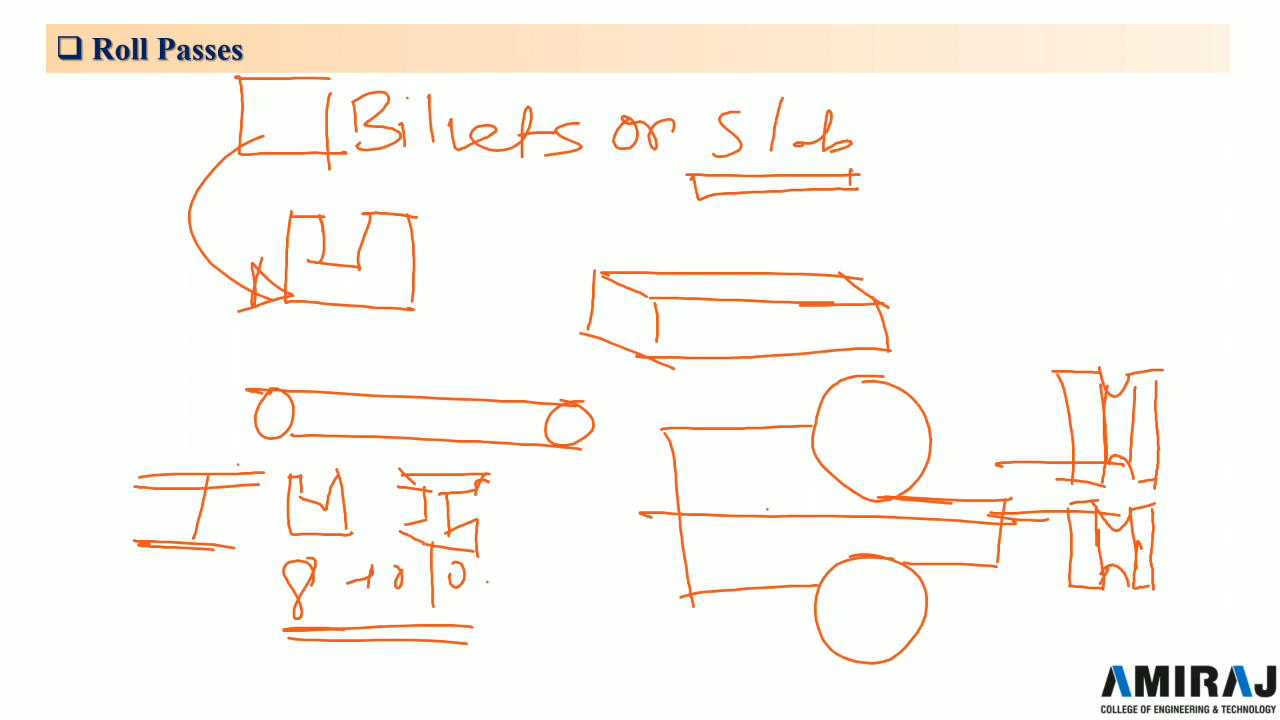 Roll Passes
Billets or Slab
8 to 10
AMIRAJ
COLLEGE OF ENGINEERING & TECHNOLOGY